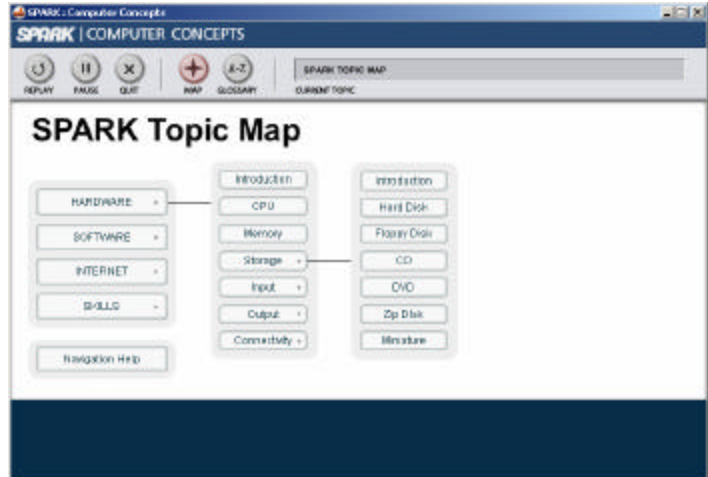 SPARK: Computer Concepts
SPARK | COMPUTER CONCEPTS
REPLAY PAUSE QUIT MAP A-Z GLOSSARY
SPARK TOPIC MAP
CURRENT TOPIC
SPARK Topic Map
HARDWARE
SOFTWARE
INTERNET
SKILLS
Navigation Help
Introduction
CPU
Memory
Storage
Input
Output
Connectivity
Introduction
Hard Disk
Floppy Disk
CD
DVD
Zip Disk
Miniature